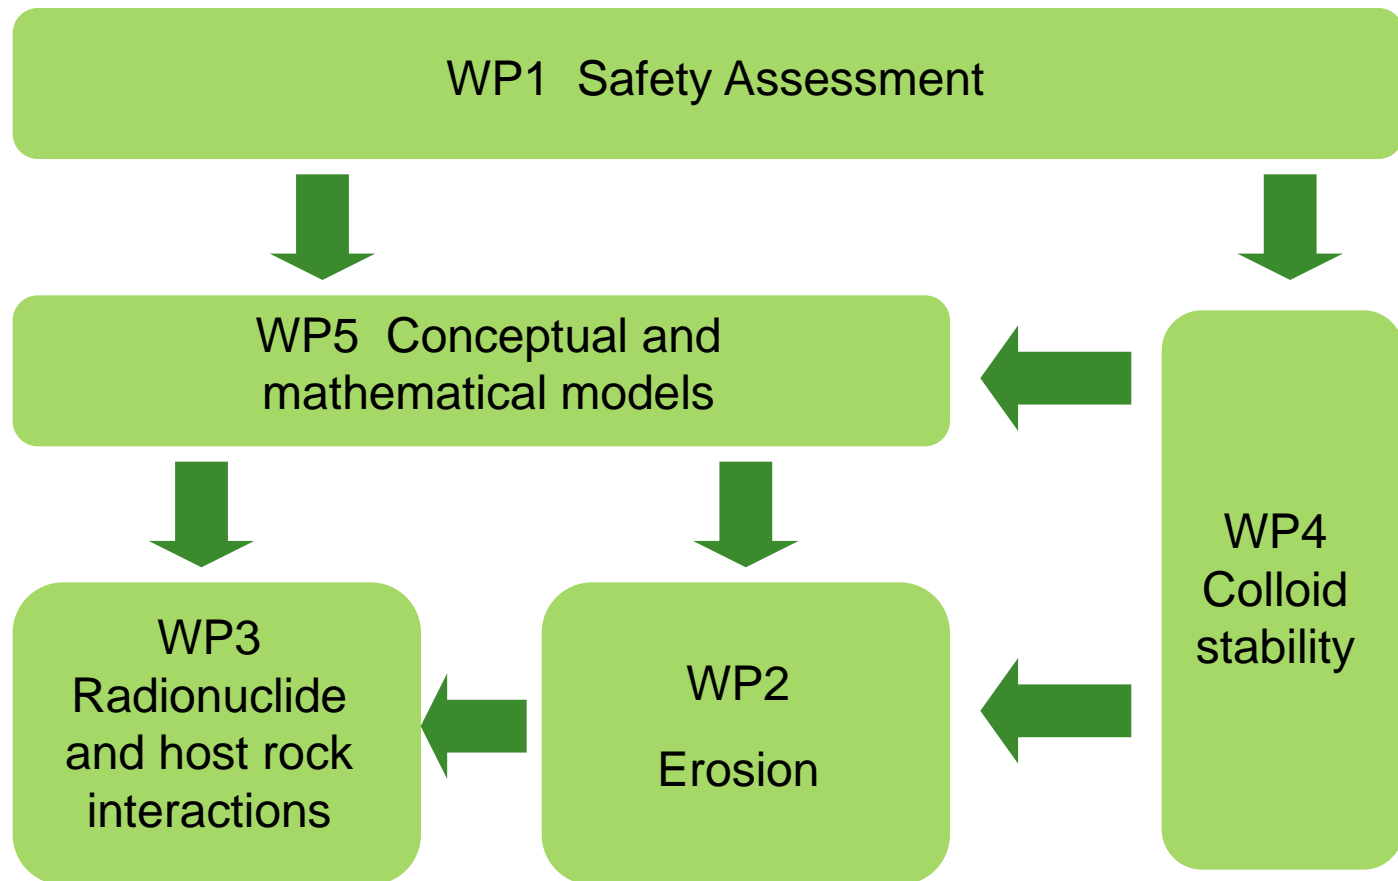 WP1 Safety Assessment
WP5 Conceptual and
mathematical models
WP4
Colloid
stability
WP3
Radionuclide
and host rock
interactions
WP2
Erosion